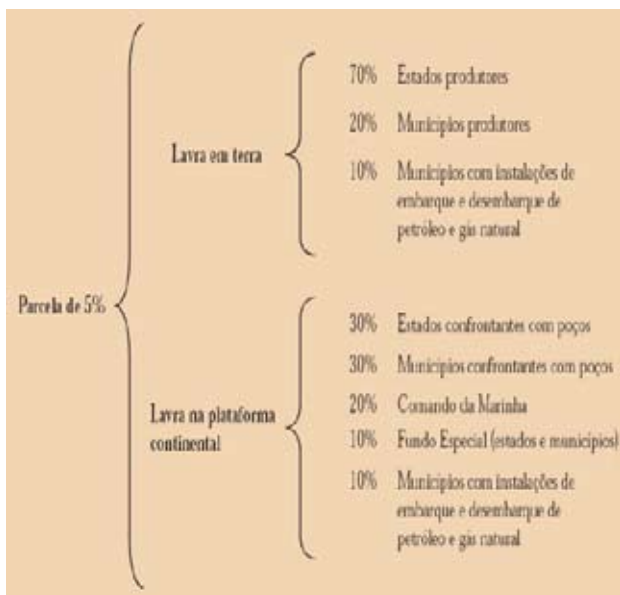 Parcela de 5%
Lavra em terra
70% Estados produtores
20% Municípios produtores
10% Municípios com instalações de
embarque e desembarque de
petróleo e gás natural
Lavra na plataforma
continental
30% Estados confrontantes com poços
30% Municípios confrontantes com poços
20% Comando da Marinha
10% Fundo Especial (estados e municípios)
10% Municípios com instalações de
embarque e desembarque de
petróleo e gás natural